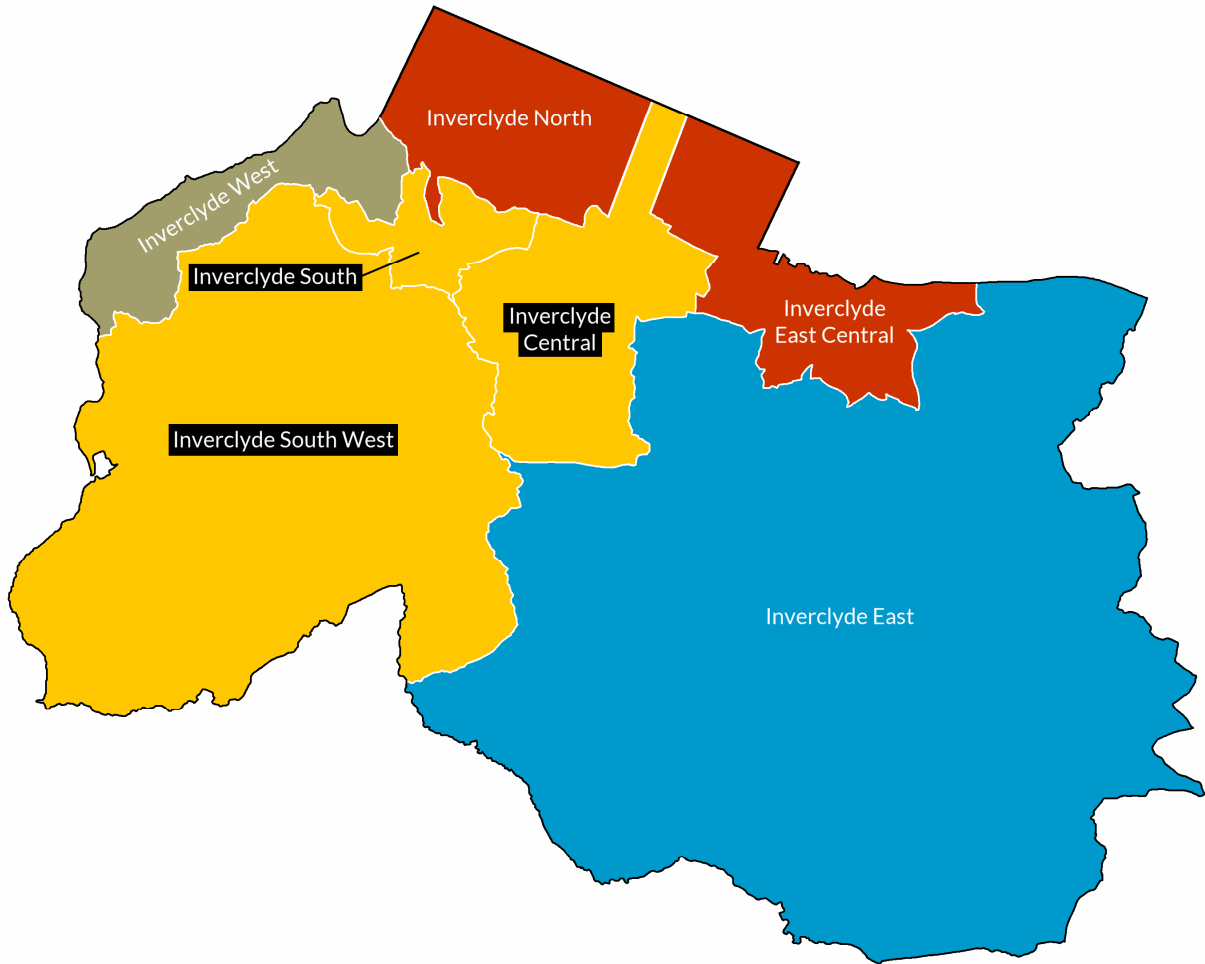 Inverclyde North
Inverclyde West
Inverclyde South
Inverclyde
Central
Inverclyde
East Central
Inverclyde South West
Inverclyde East